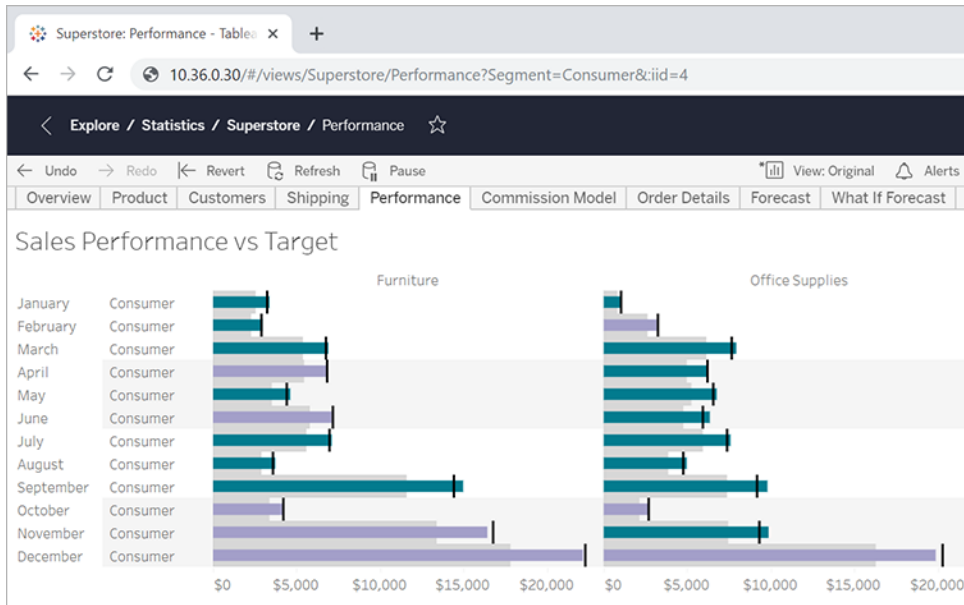 Superstore: Performance - Tablea
10.36.0.30/#/views/Superstore/Performance?Segment=Consumer&:iid=4
Explore / Statistics / Superstore / Performance
Undo Redo Revert Refresh Pause View: Original Alerts
Overview Product Customers Shipping Performance Commission Model Order Details Forecast What If Forecast
Sales Performance vs Target
Furniture Office Supplies
January Consumer
February Consumer
March Consumer
April Consumer
May Consumer
June Consumer
July Consumer
August Consumer
September Consumer
October Consumer
November Consumer
December Consumer
$0 $5,000 $10,000 $15,000 $20,000 $0 $5,000 $10,000 $15,000 $20,000